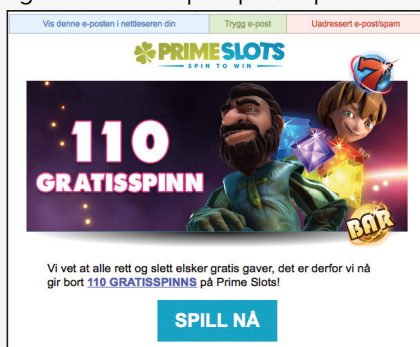 Vis denne e-posten i nettleseren din
Trygg e-post
Uadressert e-post/spam
PRIMESLOTS
SPIN TO WIN
7
110
GRATISSPINN
BAR
Vi vet at alle rett og slett elsker gratis gaver, det er derfor vi nå
gir bort 110 GRATISSPINNS på Prime Slots!
SPILL NÅ